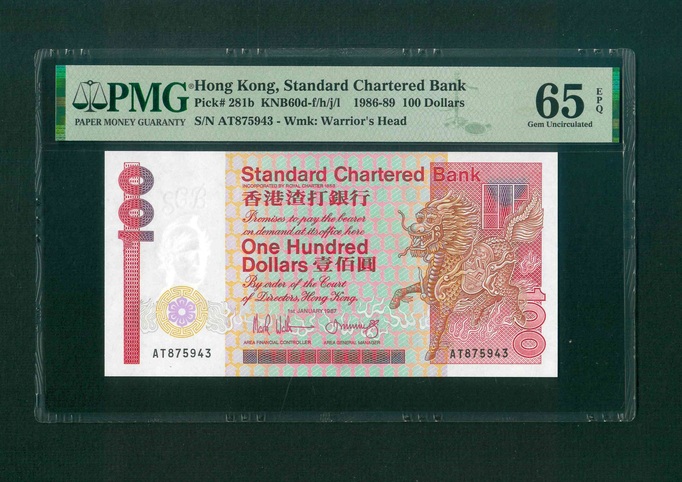 PMG®
PAPER MONEY GUARANTY
Hong Kong, Standard Chartered Bank
Pick# 281b KNB60d-f/h/j/l 1986-89 100 Dollars
S/N AT875943 - Wmk: Warrior's Head
65 EPQ
Gem Uncirculated
100
SCB
Standard Chartered Bank
INCORPORATED BY ROYAL CHARTER 1853
香港渣打銀行
Promises to pay the bearer
on demand at its office here
One Hundred
Dollars 壹佰圓
By order of the Court
of Directors, Hong Kong.
1st JANUARY 1987
AREA FINANCIAL CONTROLLER AREA GENERAL MANAGER
AT875943
AT875943
100